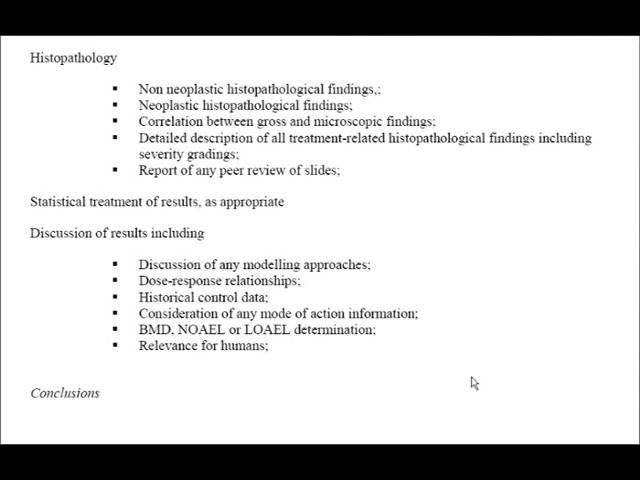 Histopathology
▪ Non neoplastic histopathological findings,;
▪ Neoplastic histopathological findings;
▪ Correlation between gross and microscopic findings;
▪ Detailed description of all treatment-related histopathological findings including
severity gradings;
▪ Report of any peer review of slides;
Statistical treatment of results, as appropriate
Discussion of results including
▪ Discussion of any modelling approaches;
▪ Dose-response relationships;
▪ Historical control data;
▪ Consideration of any mode of action information;
▪ BMD, NOAEL or LOAEL determination;
▪ Relevance for humans;
Conclusions